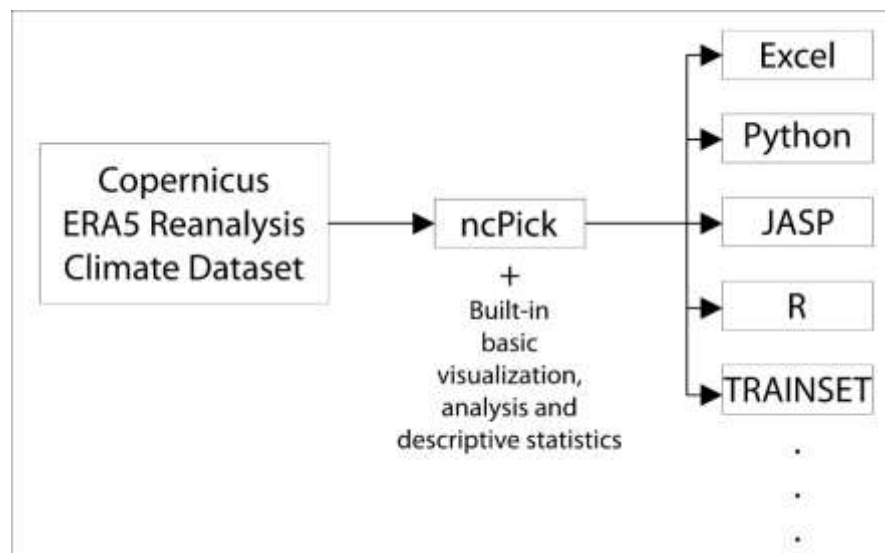 Copernicus
ERA5 Reanalysis
Climate Dataset
ncPick
+
Built-in
basic
visualization,
analysis and
descriptive statistics
Excel
Python
JASP
R
TRAINSET
.
.
.